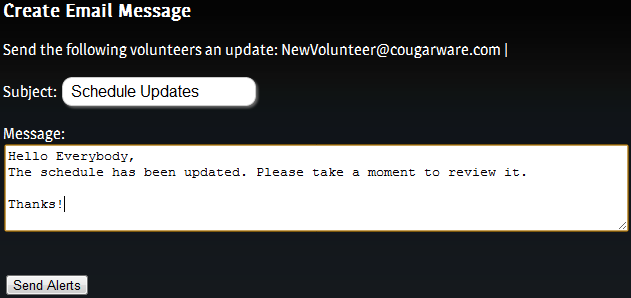 Create Email Message
Send the following volunteers an update: NewVolunteer@cougarware.com |
Subject: Schedule Updates
Message:
Hello Everybody,
The schedule has been updated. Please take a moment to review it.
Thanks!
Send Alerts